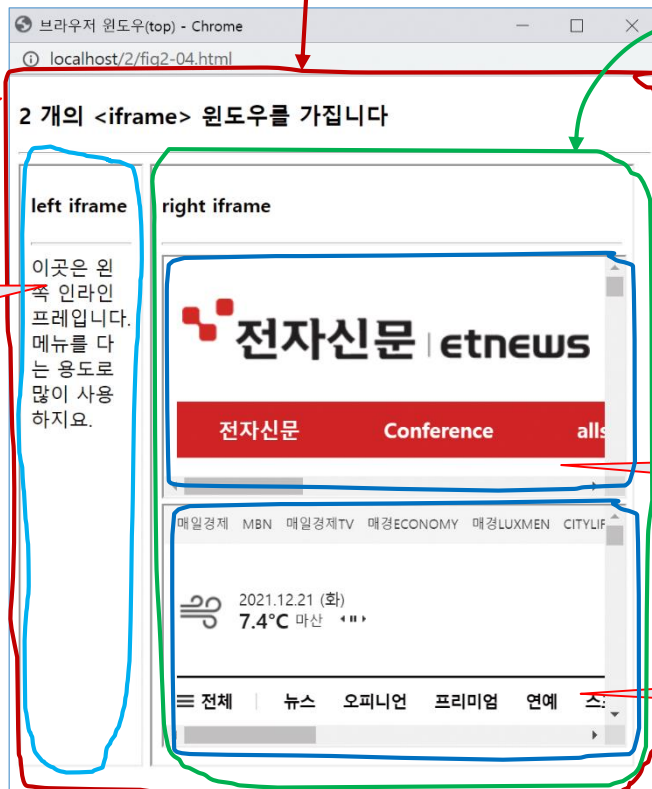 브라우저 윈도우(top) - Chrome
localhost/2/fig2-04.html
2 개의 <iframe> 윈도우를 가집니다
left iframe
이곳은 왼
쪽 인라인
프레입니다.
메뉴를 다
는 용도로
많이 사용
하지요.
right iframe
전자신문 etnews
전자신문 Conference alls
매일경제 MBN 매일경제TV 매경ECONOMY 매경LUXMEN CITYLIF
2021.12.21 (화)
7.4°C 마산
전체 뉴스 오피니언 프리미엄 연예